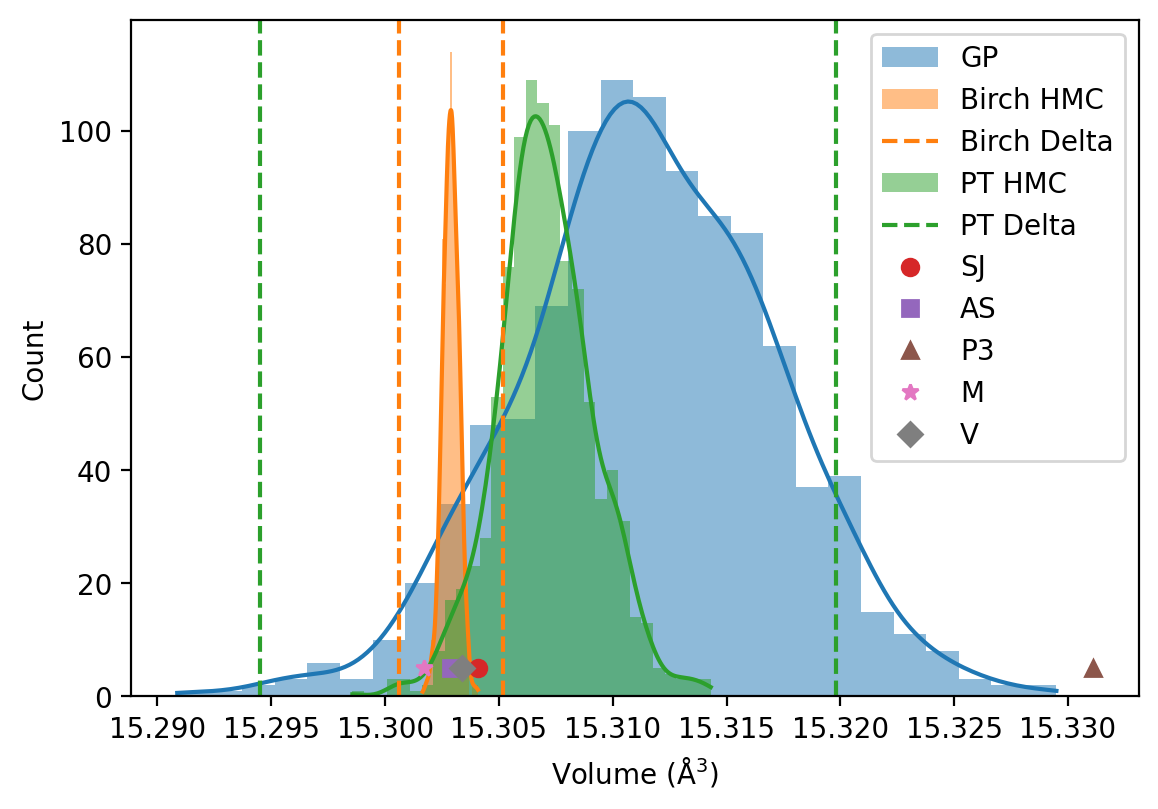 GP
Birch HMC
Birch Delta
PT HMC
PT Delta
SJ
AS
P3
M
V
Count
100
80
60
40
20
0
15.290 15.295 15.300 15.305 15.310 15.315 15.320 15.325 15.330
Volume (Å³)